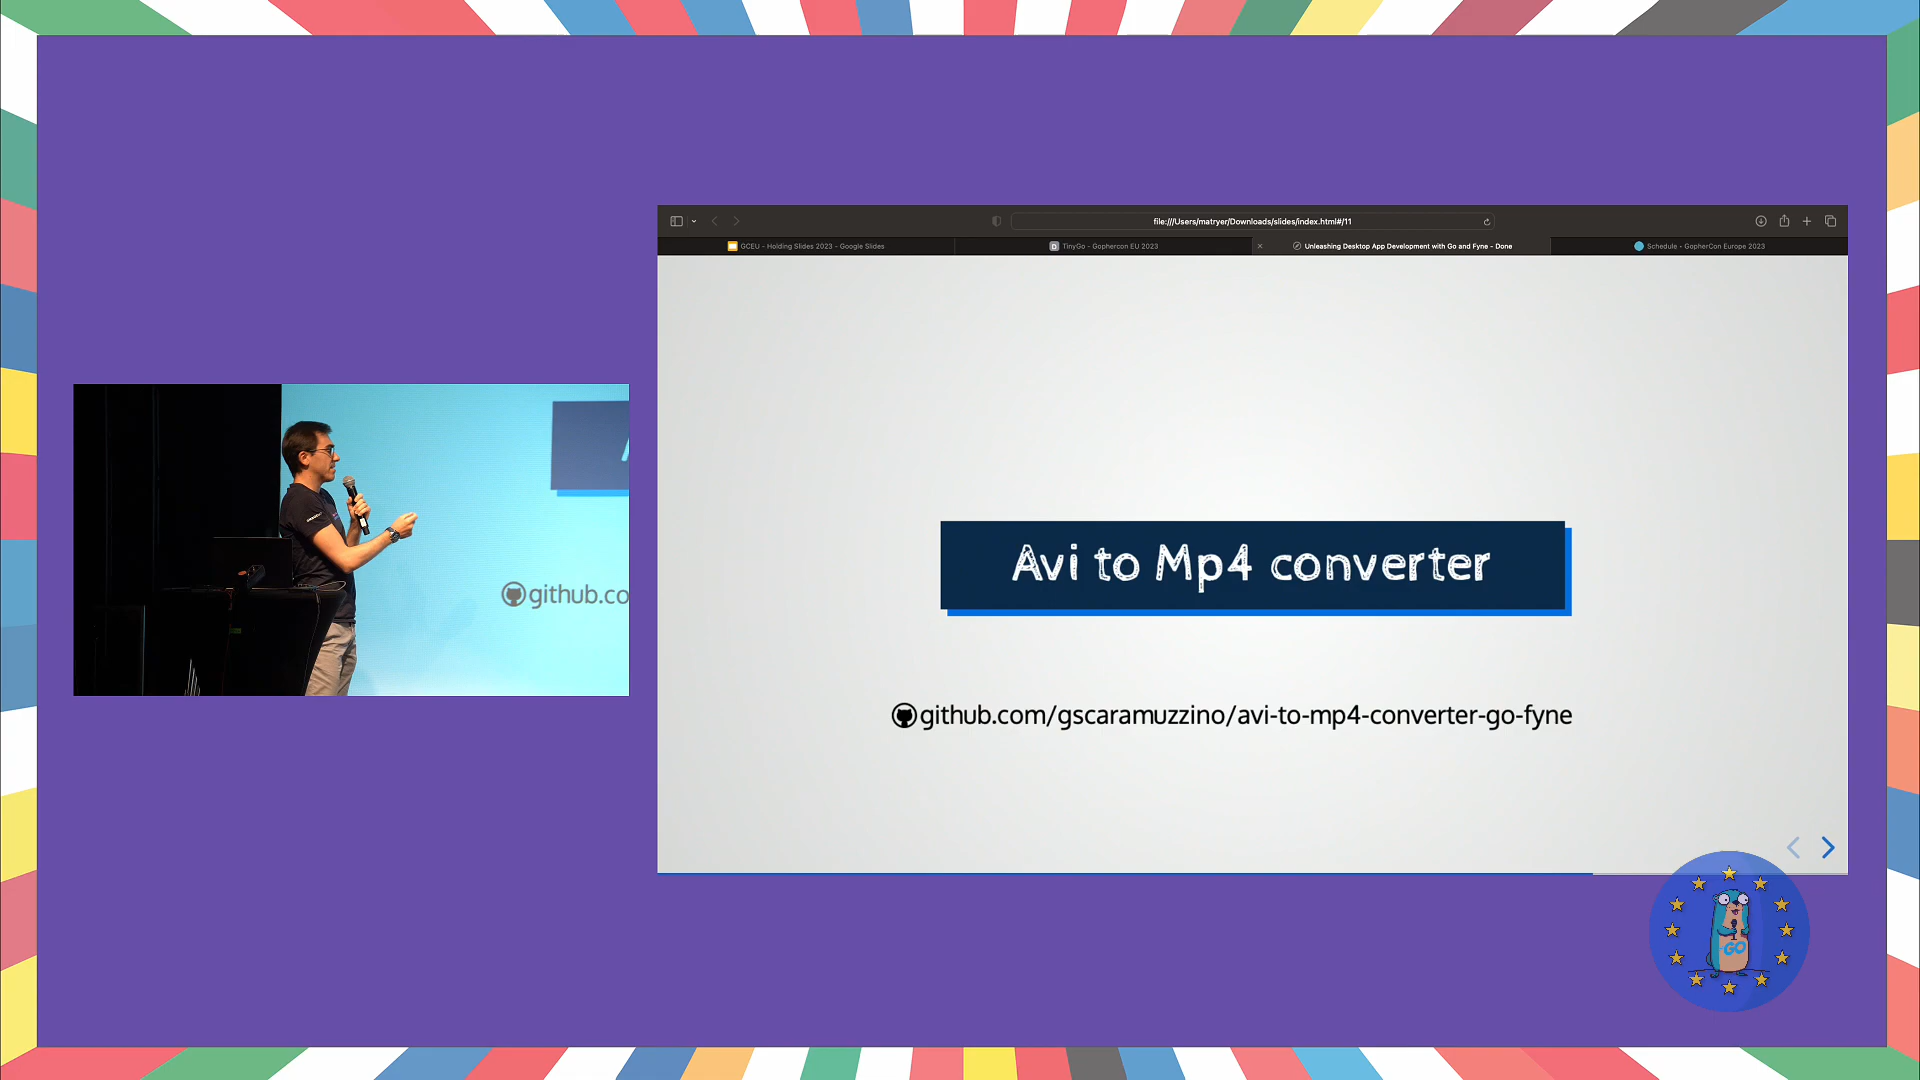 file:///Users/matryer/Downloads/slides/index.html#/11
GCEU - Holding Slides 2023 - Google Slides
TinyGo - Gophercon EU 2023
Unleashing Desktop App Development with Go and Fyne - Done
Schedule - GopherCon Europe 2023
Avi to Mp4 converter
github.com/gscaramuzzino/avi-to-mp4-converter-go-fyne
github.co
GO